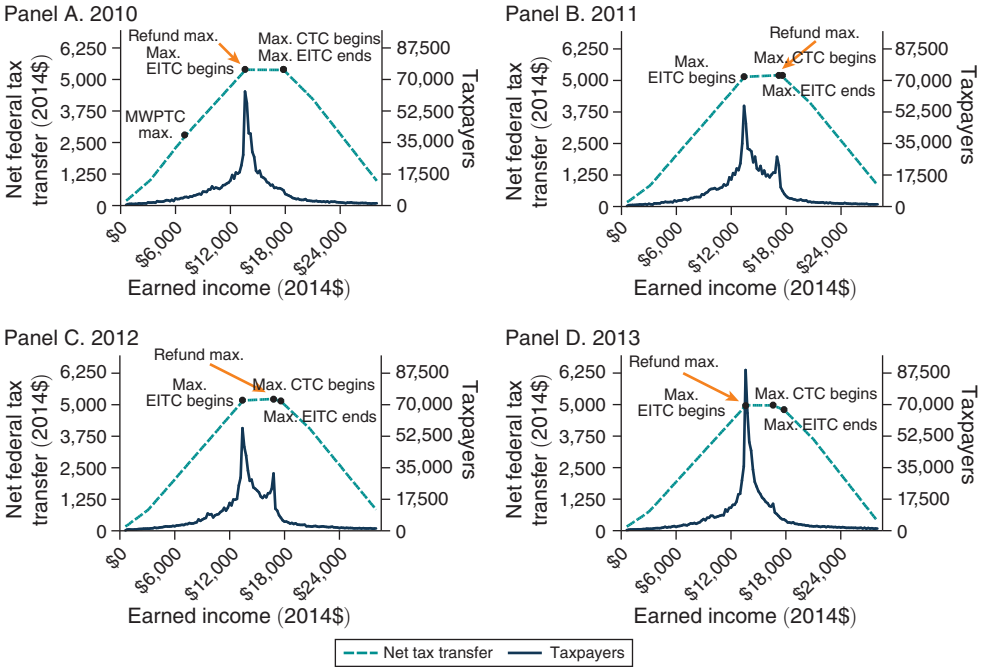 Panel A. 2010
Net federal tax
transfer (2014$)
6,250
5,000
3,750
2,500
1,250
0
Refund max.
Max.
EITC begins
Max. CTC begins
Max. EITC ends
MWPTC
max.
87,500
70,000
52,500
35,000
17,500
0
Taxpayers
$0
$6,000
$12,000
$18,000
$24,000
Earned income (2014$)
Panel B. 2011
Net federal tax
transfer (2014$)
6,250
5,000
3,750
2,500
1,250
0
Refund max.
Max.
EITC begins
Max. CTC begins
Max. EITC ends
87,500
70,000
52,500
35,000
17,500
0
Taxpayers
$0
$6,000
$12,000
$18,000
$24,000
Earned income (2014$)
Panel C. 2012
Net federal tax
transfer (2014$)
6,250
5,000
3,750
2,500
1,250
0
Refund max.
Max.
EITC begins
Max. CTC begins
Max. EITC ends
87,500
70,000
52,500
35,000
17,500
0
Taxpayers
$0
$6,000
$12,000
$18,000
$24,000
Earned income (2014$)
Panel D. 2013
Net federal tax
transfer (2014$)
6,250
5,000
3,750
2,500
1,250
0
Refund max.
Max.
EITC begins
Max. CTC begins
Max. EITC ends
87,500
70,000
52,500
35,000
17,500
0
Taxpayers
$0
$6,000
$12,000
$18,000
$24,000
Earned income (2014$)
Net tax transfer
Taxpayers